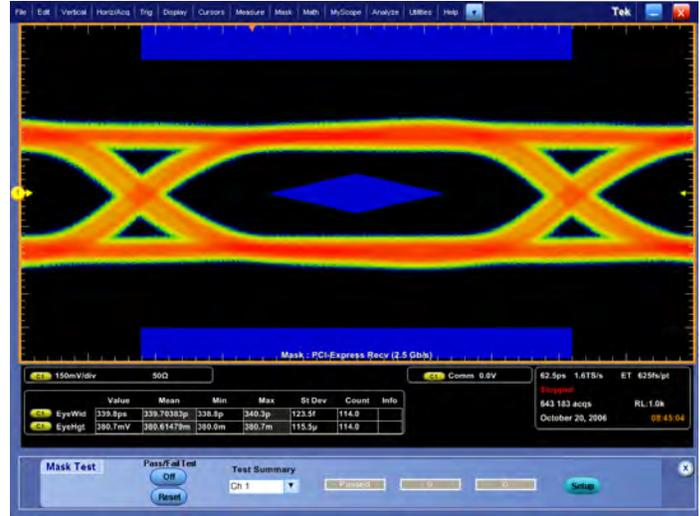 File Edit Vertical Horiz/Acq Trig Display Cursors Measure Mask Math MyScope Analyze Utilities Help Tek
1
Mask : PCI-Express Recv (2.5 Gb/s)
C1 150mV/div 50Ω C1 Comm 0.0V
62.5ps 1.6TS/s ET 625fs/pt
Stopped
643 183 acqs RL:1.0k
October 20, 2006 08:45:04
Value Mean Min Max St Dev Count Info
C1 EyeWid 339.8ps 339.70383p 338.8p 340.3p 123.5f 114.0
C1 EyeHgt 380.7mV 380.61479m 380.0m 380.7m 115.5µ 114.0
Mask Test
Pass/Fail Test
Off
Reset
Test Summary
Ch 1
Passed 0 0
Setup
X